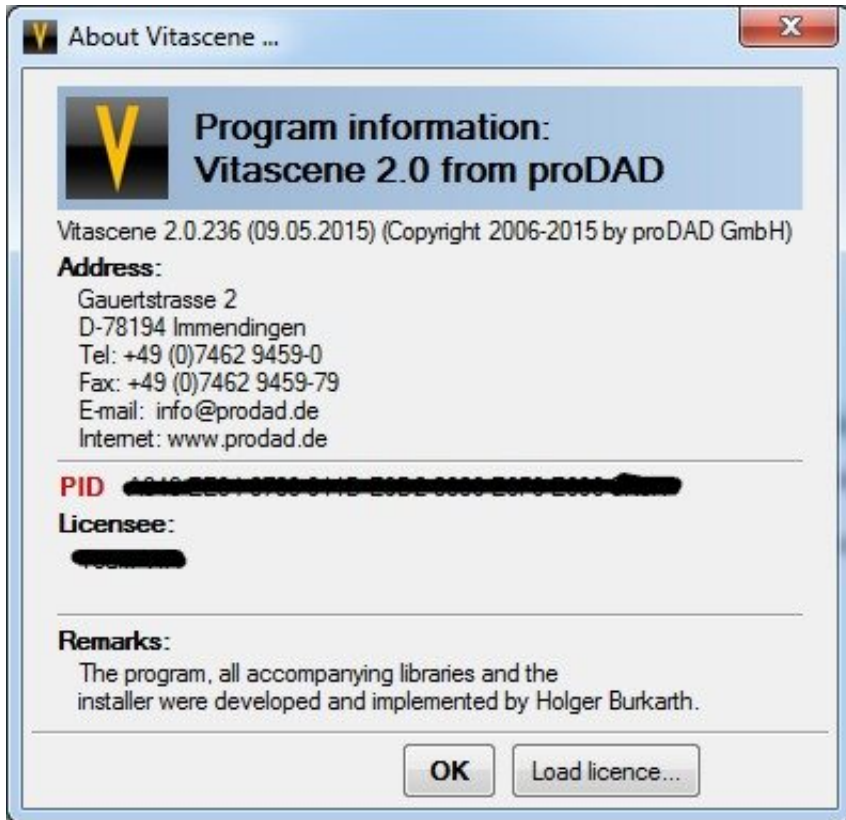 About Vitascene ...
Program information:
Vitascene 2.0 from proDAD
Vitascene 2.0.236 (09.05.2015) (Copyright 2006-2015 by proDAD GmbH)
Address:
Gauertstrasse 2
D-78194 Immendingen
Tel: +49 (0)7462 9459-0
Fax: +49 (0)7462 9459-79
E-mail: info@prodad.de
Internet: www.prodad.de
PID
Licensee:
Remarks:
The program, all accompanying libraries and the
installer were developed and implemented by Holger Burkarth.
OK Load licence...